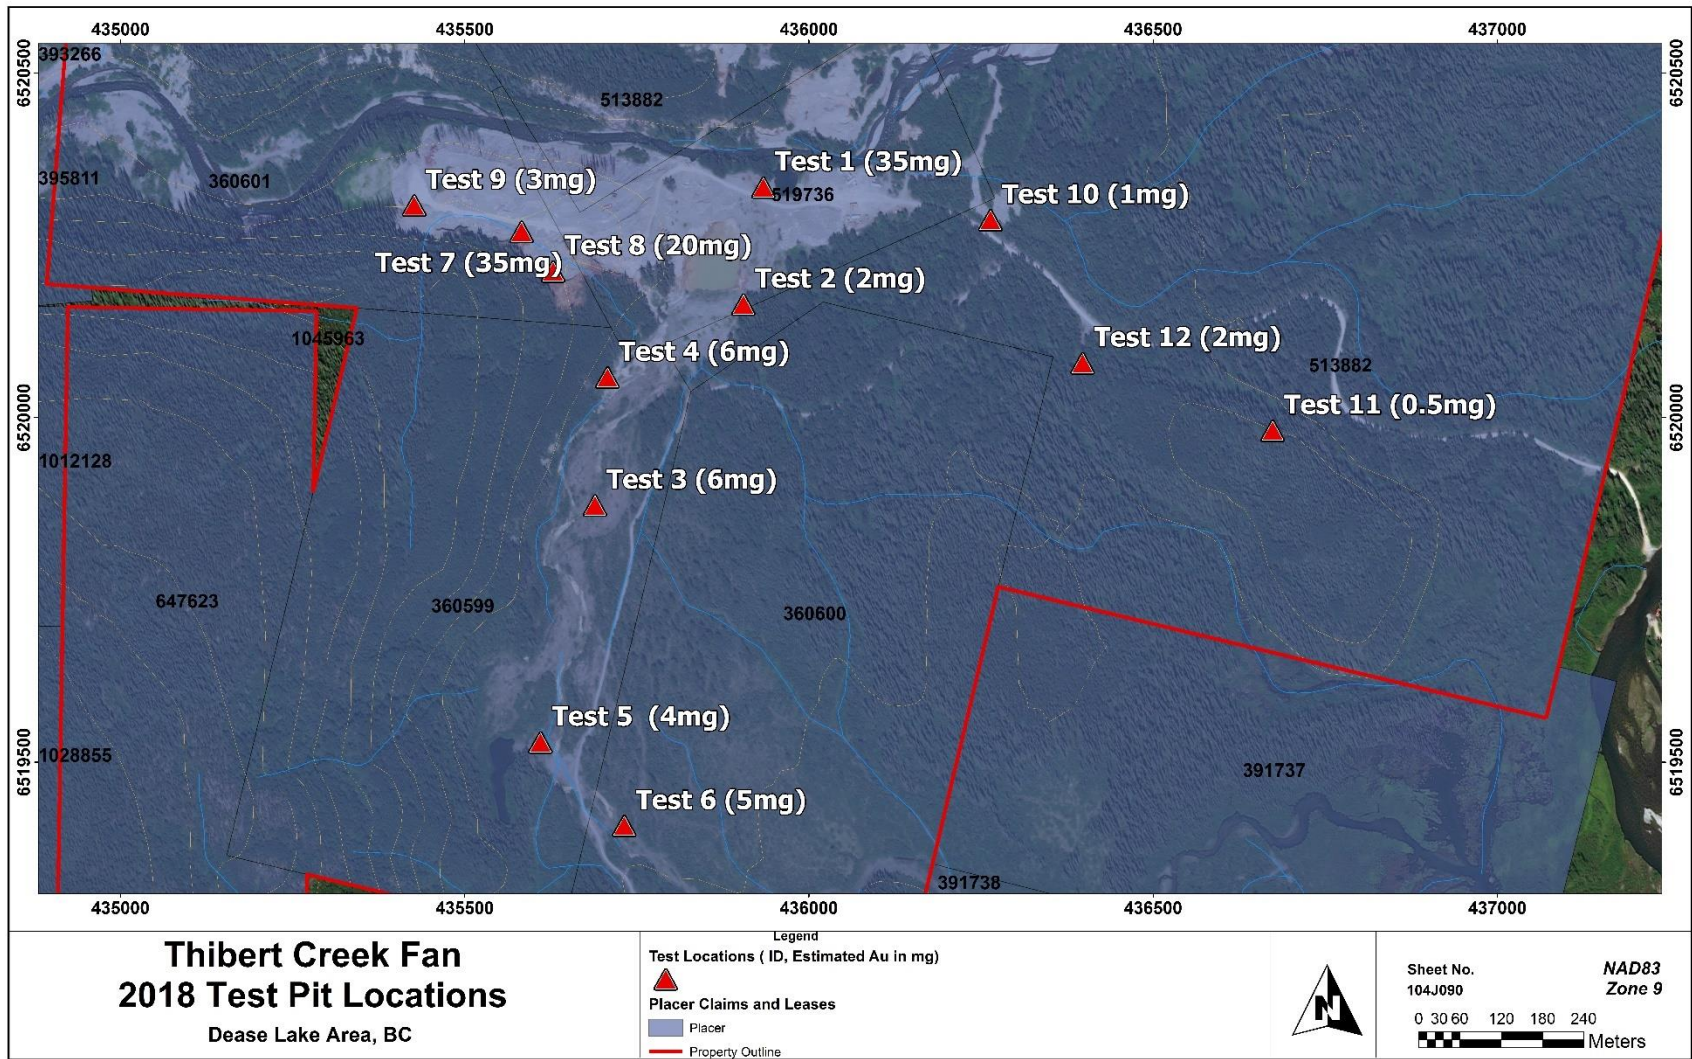 435000 435500 436000 436500 437000
6520500 6520500
393266
513882
395811
360601
Test 1 (35mg)
519736
Test 9 (3mg)
Test 10 (1mg)
Test 8 (20mg)
Test 7 (35mg)
Test 2 (2mg)
1045963
Test 4 (6mg)
Test 12 (2mg)
513882
Test 11 (0.5mg)
6520000 6520000
1012128
Test 3 (6mg)
647623
360599
360600
Test 5 (4mg)
1028855
6519500 6519500
391737
Test 6 (5mg)
391738
435000 435500 436000 436500 437000
Thibert Creek Fan
2018 Test Pit Locations
Dease Lake Area, BC
Legend
Test Locations ( ID, Estimated Au in mg)
Placer Claims and Leases
Placer
Property Outline
N
Sheet No.
104J090
NAD83
Zone 9
0 30 60 120 180 240
Meters